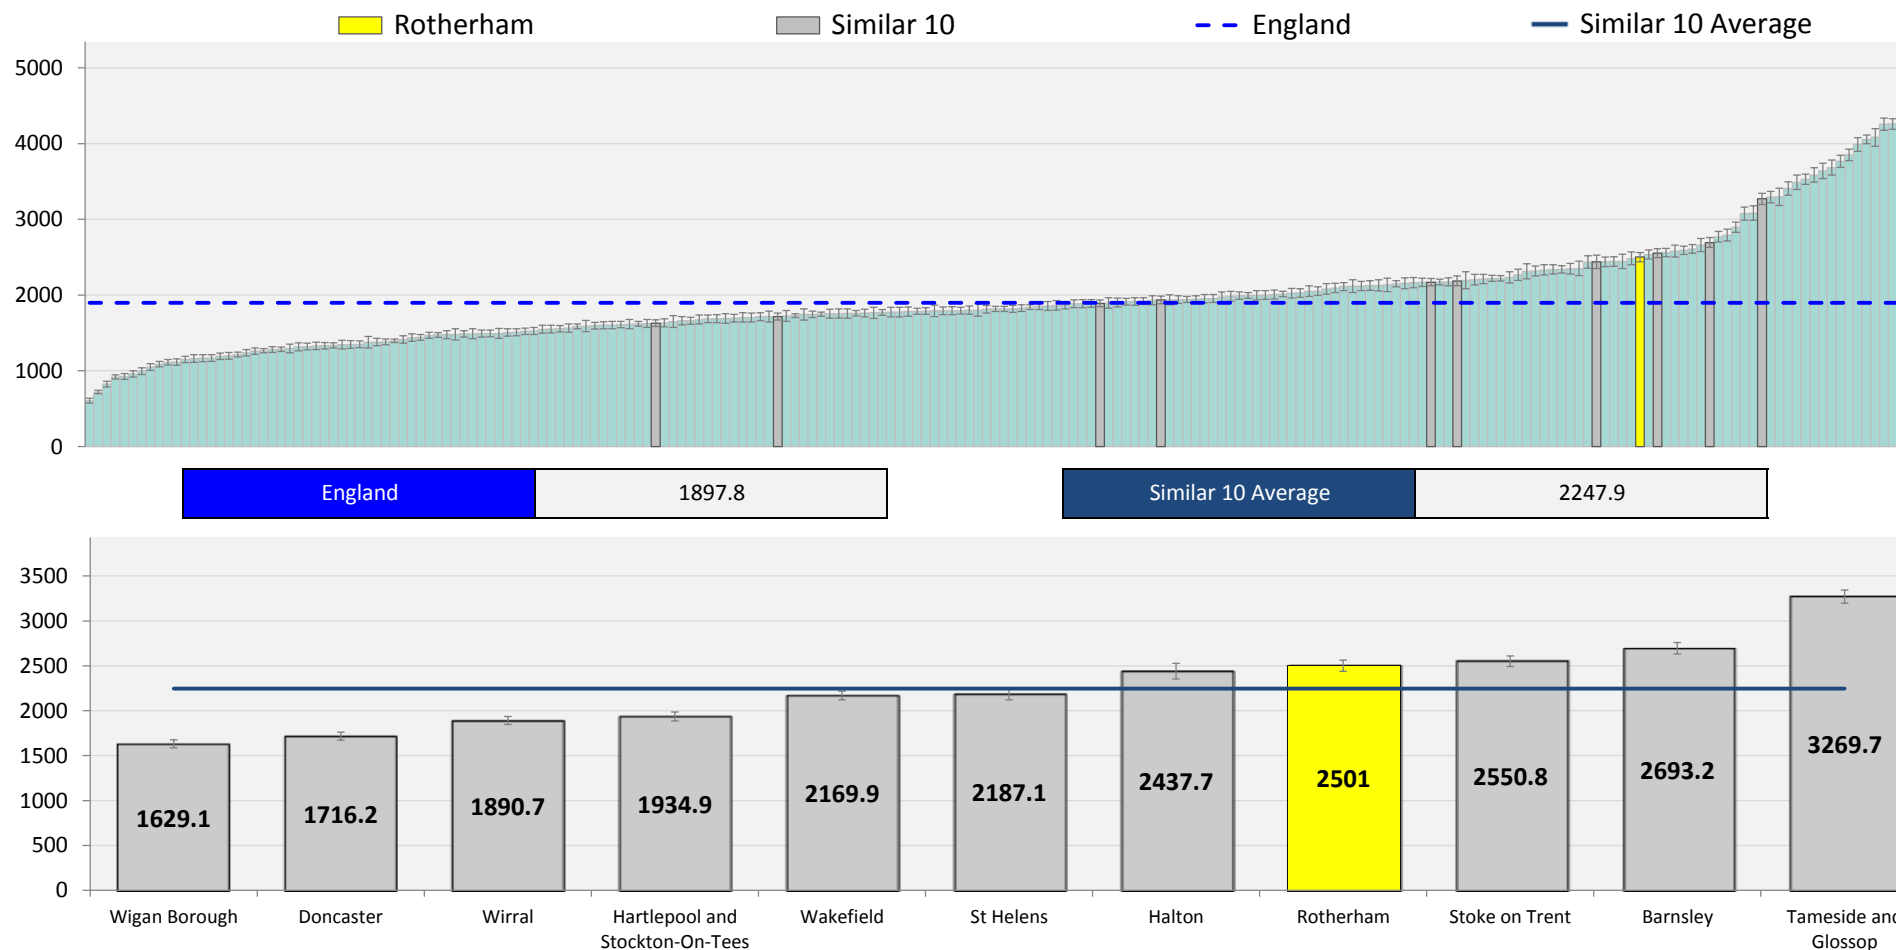 Rotherham Similar 10 England Similar 10 Average
5000
4000
3000
2000
1000
0
England 1897.8 Similar 10 Average 2247.9
3500
3000
2500
2000
1500
1000
500
0
1629.1 1716.2 1890.7 1934.9 2169.9 2187.1 2437.7 2501 2550.8 2693.2 3269.7
Wigan Borough Doncaster Wirral Hartlepool and Wakefield St Helens Halton Rotherham Stoke on Trent Barnsley Tameside and
Stockton-On-Tees Glossop